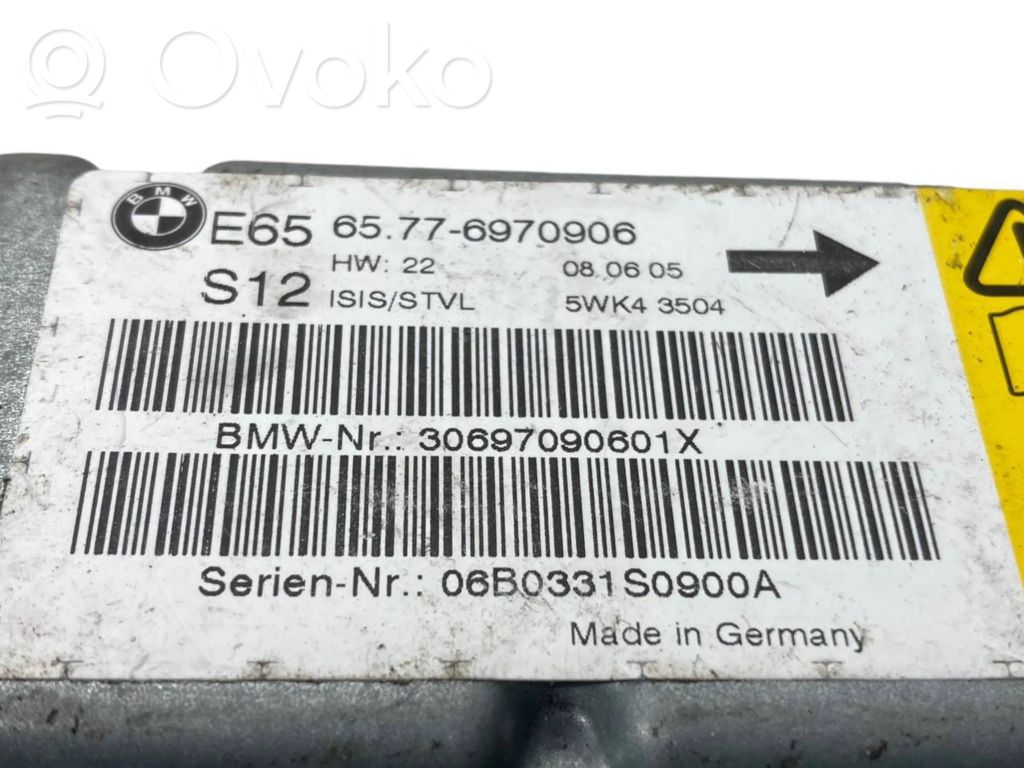 Ovoko
BMW
E65 65.77-6970906
HW: 22 08.06.05
S12 ISIS/STVL 5WK4 3504
BMW-Nr.: 30697090601X
Serien-Nr.: 06B0331S0900A
Made in Germany